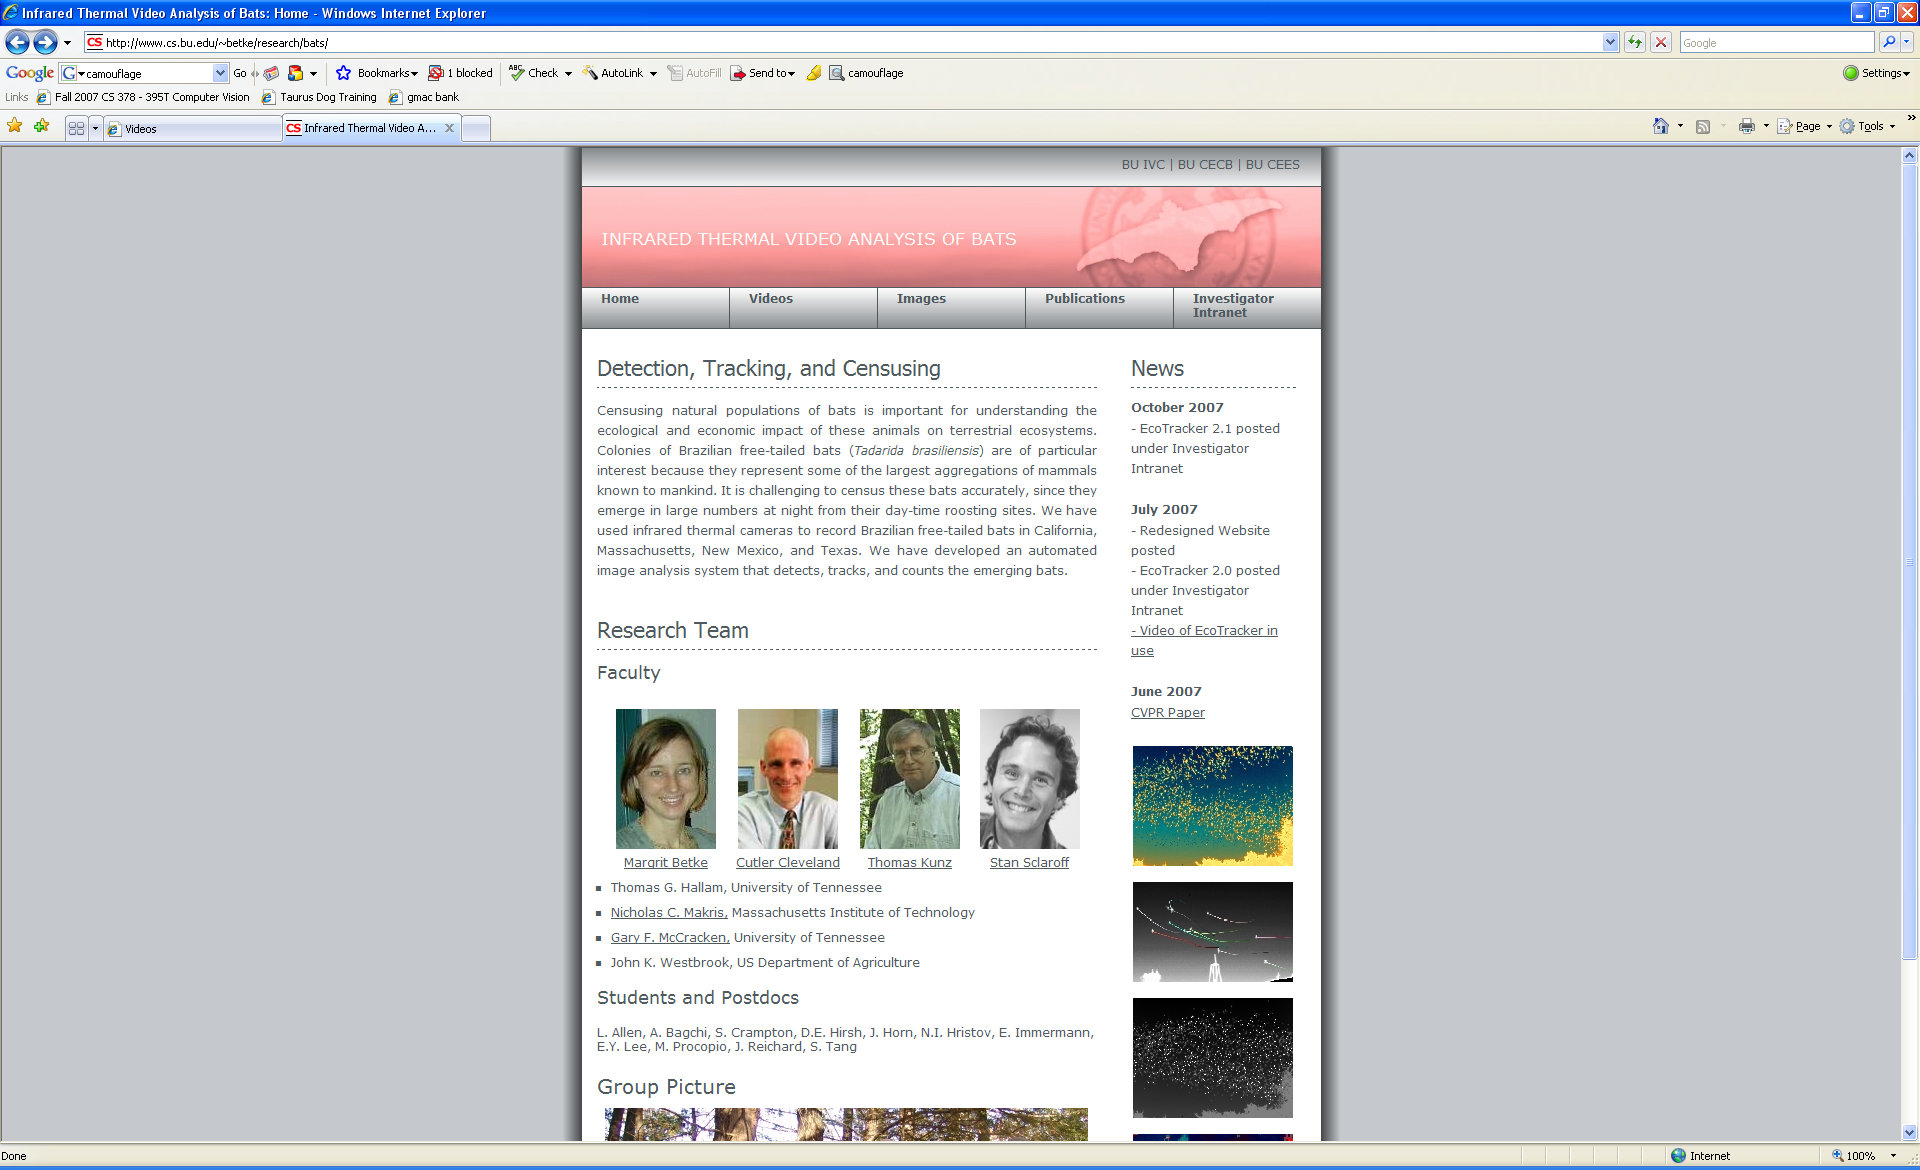 Infrared Thermal Video Analysis of Bats: Home - Windows Internet Explorer
http://www.cs.bu.edu/~betke/research/bats/
Google
Google
camouflage
Go
Bookmarks
1 blocked
Check
AutoLink
AutoFill
Send to
camouflage
Settings
Links
Fall 2007 CS 378 - 395T Computer Vision
Taurus Dog Training
gmac bank
Videos
Infrared Thermal Video A...
Page
Tools
BU IVC | BU CECB | BU CEES
INFRARED THERMAL VIDEO ANALYSIS OF BATS
Home
Videos
Images
Publications
Investigator
Intranet
Detection, Tracking, and Censusing
Censusing natural populations of bats is important for understanding the
ecological and economic impact of these animals on terrestrial ecosystems.
Colonies of Brazilian free-tailed bats (Tadarida brasiliensis) are of particular
interest because they represent some of the largest aggregations of mammals
known to mankind. It is challenging to census these bats accurately, since they
emerge in large numbers at night from their day-time roosting sites. We have
used infrared thermal cameras to record Brazilian free-tailed bats in California,
Massachusetts, New Mexico, and Texas. We have developed an automated
image analysis system that detects, tracks, and counts the emerging bats.
Research Team
Faculty
Margrit Betke
Cutler Cleveland
Thomas Kunz
Stan Sclaroff
Thomas G. Hallam, University of Tennessee
Nicholas C. Makris, Massachusetts Institute of Technology
Gary F. McCracken, University of Tennessee
John K. Westbrook, US Department of Agriculture
Students and Postdocs
L. Allen, A. Bagchi, S. Crampton, D.E. Hirsh, J. Horn, N.I. Hristov, E. Immermann,
E.Y. Lee, M. Procopio, J. Reichard, S. Tang
Group Picture
News
October 2007
- EcoTracker 2.1 posted
under Investigator
Intranet
July 2007
- Redesigned Website
posted
- EcoTracker 2.0 posted
under Investigator
Intranet
- Video of EcoTracker in
use
June 2007
CVPR Paper
Done
Internet
100%